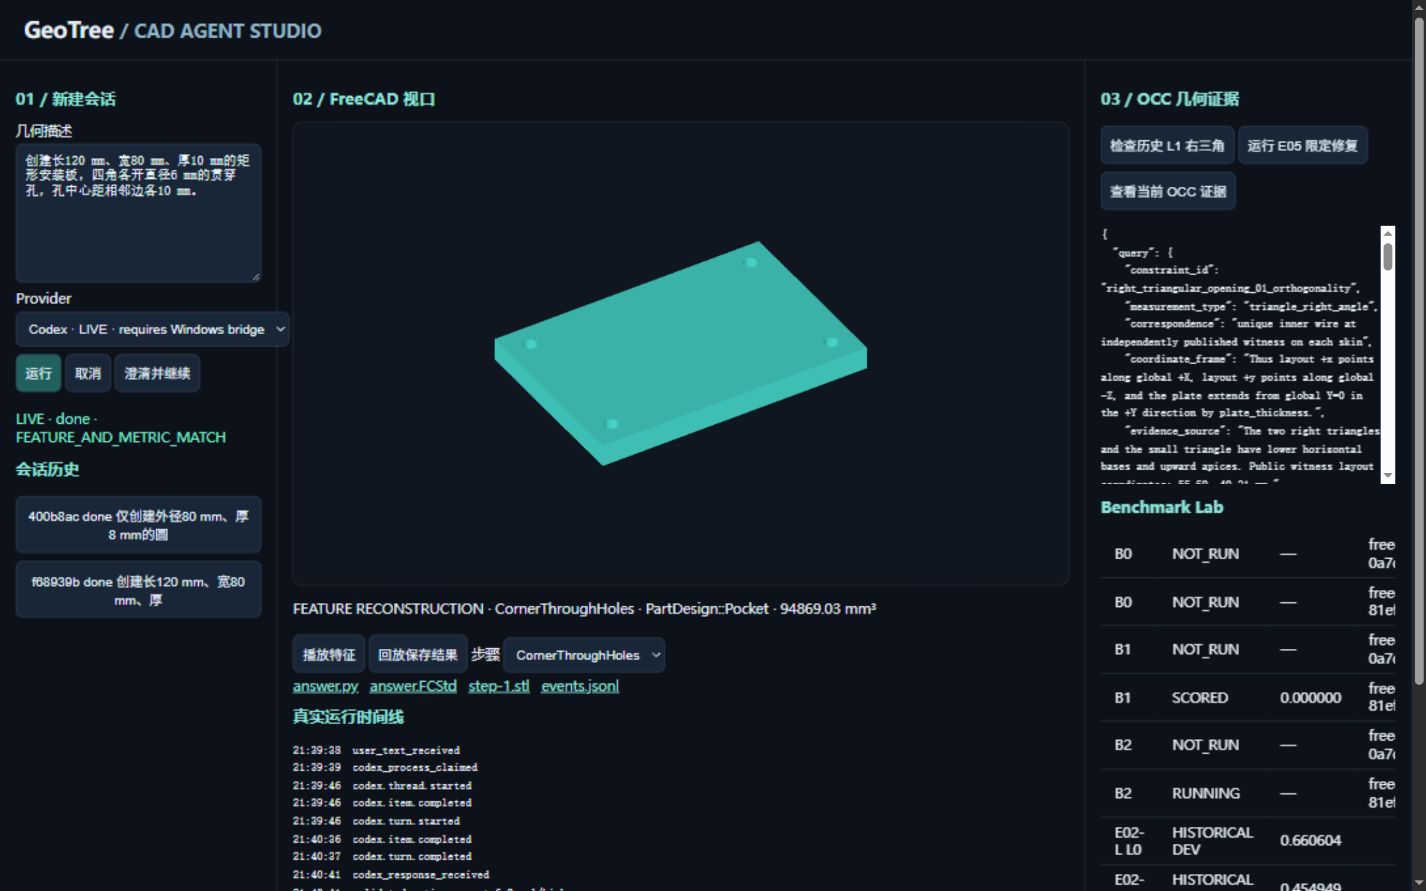 GeoTree / CAD AGENT STUDIO
01 / 新建会话
几何描述
创建长120 mm、宽80 mm、厚10 mm的矩
形安装板，四角各开直径6 mm的贯穿
孔，孔中心距相邻边各10 mm.
Provider
Codex · LIVE · requires Windows bridge
运行
取消
澄清并继续
LIVE · done ·
FEATURE_AND_METRIC_MATCH
会话历史
400b8ac done 仅创建外径80 mm、厚
8 mm的圆
f68939b done 创建长120 mm、宽80
mm、厚
02 / FreeCAD 视口
FEATURE RECONSTRUCTION · CornerThroughHoles · PartDesign::Pocket · 94869.03 mm³
播放特征
回放保存结果
步骤
CornerThroughHoles
answer.py answer.FCStd step-1.stl events.jsonl
真实运行时间线
21:39:38 user_text_received
21:39:39 codex_process_claimed
21:39:46 codex.thread.started
21:39:46 codex.item.completed
21:39:46 codex.turn.started
21:40:36 codex.item.completed
21:40:37 codex.turn.completed
21:40:41 codex_response_received
03 / OCC 几何证据
检查历史 L1 右三角
运行 E05 限定修复
查看当前 OCC 证据
{
"query": {
"constraint_id":
"right_triangular_opening_01_orthogonality",
"measurement_type": "triangle_right_angle",
"correspondence": "unique inner wire at
independently published witness on each skin",
"coordinate_frame": "Thus layout +x points
along global +X, layout +y points along global
-Z, and the plate extends from global Y=0 in
the +Y direction by plate_thickness.",
"evidence_source": "The two right triangles
and the small triangle have lower horizontal
bases and upward apices. Public witness layout
Benchmark Lab
B0 NOT_RUN — free
0a7
B0 NOT_RUN — free
81e
B1 NOT_RUN — free
0a7
B1 SCORED 0.000000 free
81e
B2 NOT_RUN — free
0a7
B2 RUNNING — free
81e
E02-
L L0 HISTORICAL
DEV 0.660604
E02- HISTORICAL 0.454949